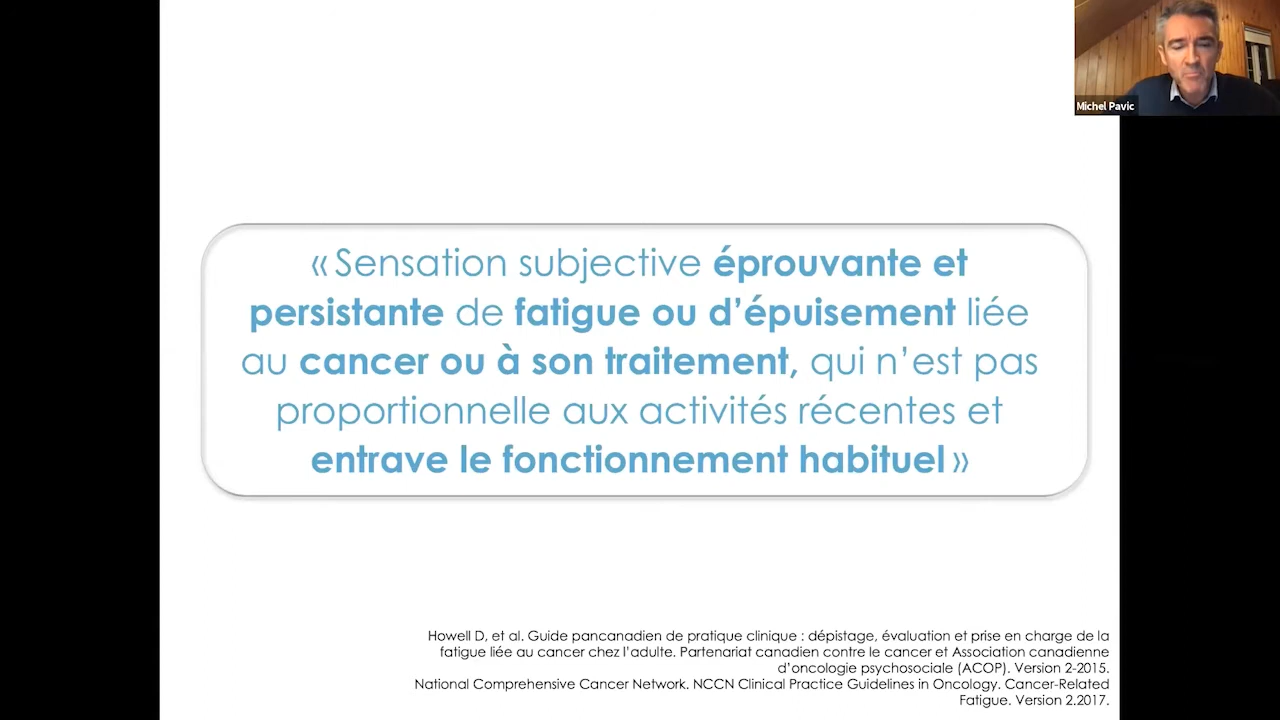 Michel Pavic
« Sensation subjective éprouvante et
persistante de fatigue ou d’épuisement liée
au cancer ou à son traitement, qui n’est pas
proportionnelle aux activités récentes et
entrave le fonctionnement habituel »
Howell D, et al. Guide pancanadien de pratique clinique : dépistage, évaluation et prise en charge de la
fatigue liée au cancer chez l’adulte. Partenariat canadien contre le cancer et Association canadienne
d’oncologie psychosociale (ACOP). Version 2-2015.
National Comprehensive Cancer Network. NCCN Clinical Practice Guidelines in Oncology. Cancer-Related
Fatigue. Version 2.2017.